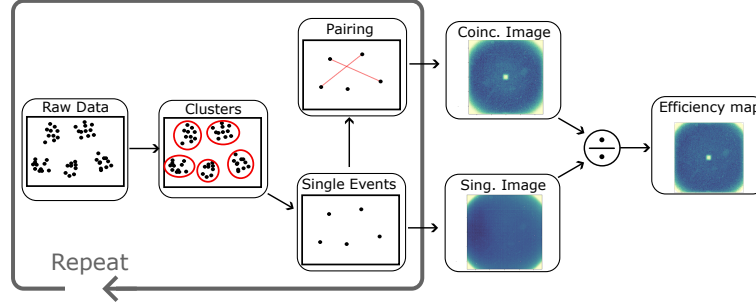 Pairing
Coinc. Image
Raw Data
Clusters
Efficiency map
Single Events
Sing. Image
Repeat